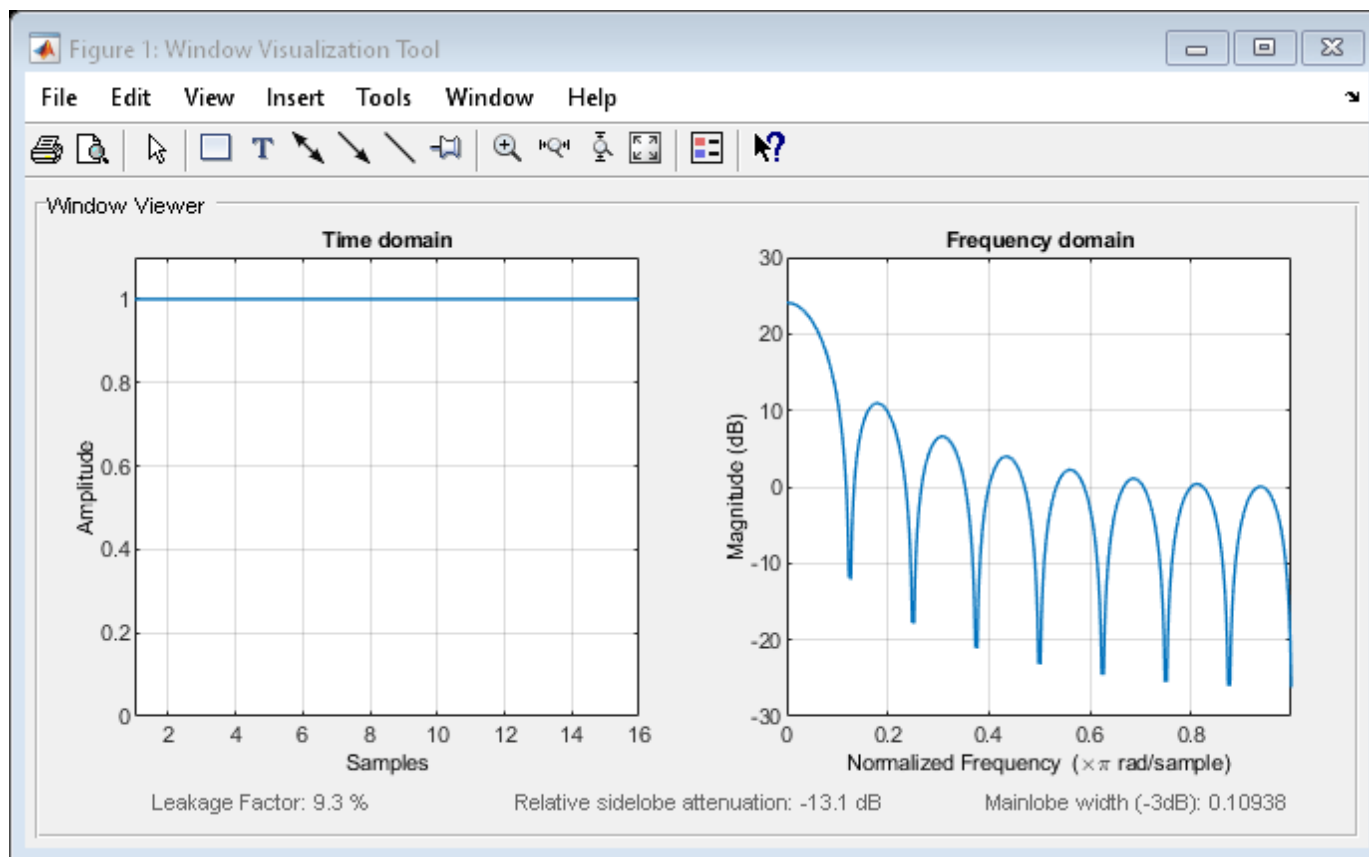 Figure 1: Window Visualization Tool
File Edit View Insert Tools Window Help
T
?
Window Viewer
Time domain
1
0.8
0.6
0.4
0.2
0
Amplitude
2 4 6 8 10 12 14 16
Samples
Frequency domain
30
20
10
0
-10
-20
-30
Magnitude (dB)
0 0.2 0.4 0.6 0.8
Normalized Frequency (×π rad/sample)
Leakage Factor: 9.3 %
Relative sidelobe attenuation: -13.1 dB
Mainlobe width (-3dB): 0.10938